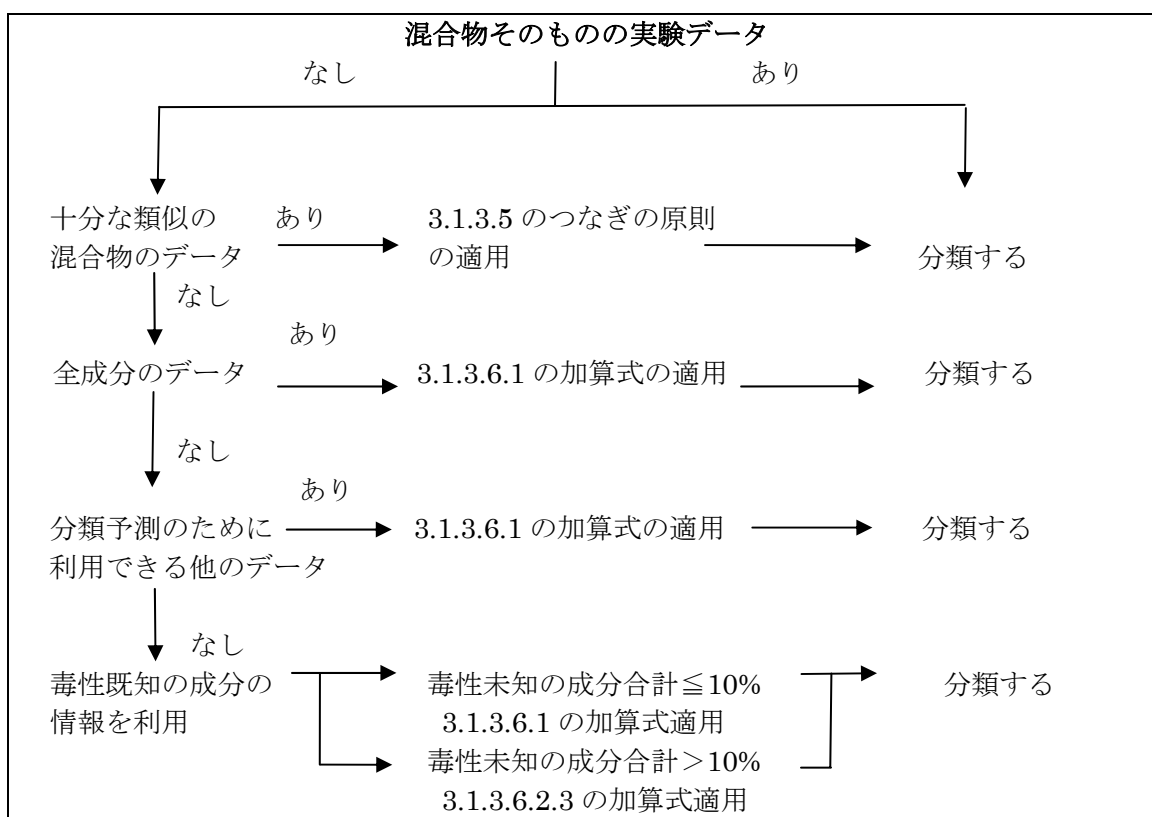 混合物そのものの実験データ
なし
あり
十分な類似の
混合物のデータ
あり
3.1.3.5 のつなぎの原則
の適用
分類する
なし
全成分のデータ
あり
3.1.3.6.1 の加算式の適用
分類する
なし
分類予測のために
利用できる他のデータ
あり
3.1.3.6.1 の加算式の適用
分類する
なし
毒性既知の成分の
情報を利用
毒性未知の成分合計≦10%
3.1.3.6.1 の加算式適用
毒性未知の成分合計＞10%
3.1.3.6.2.3 の加算式適用
分類する